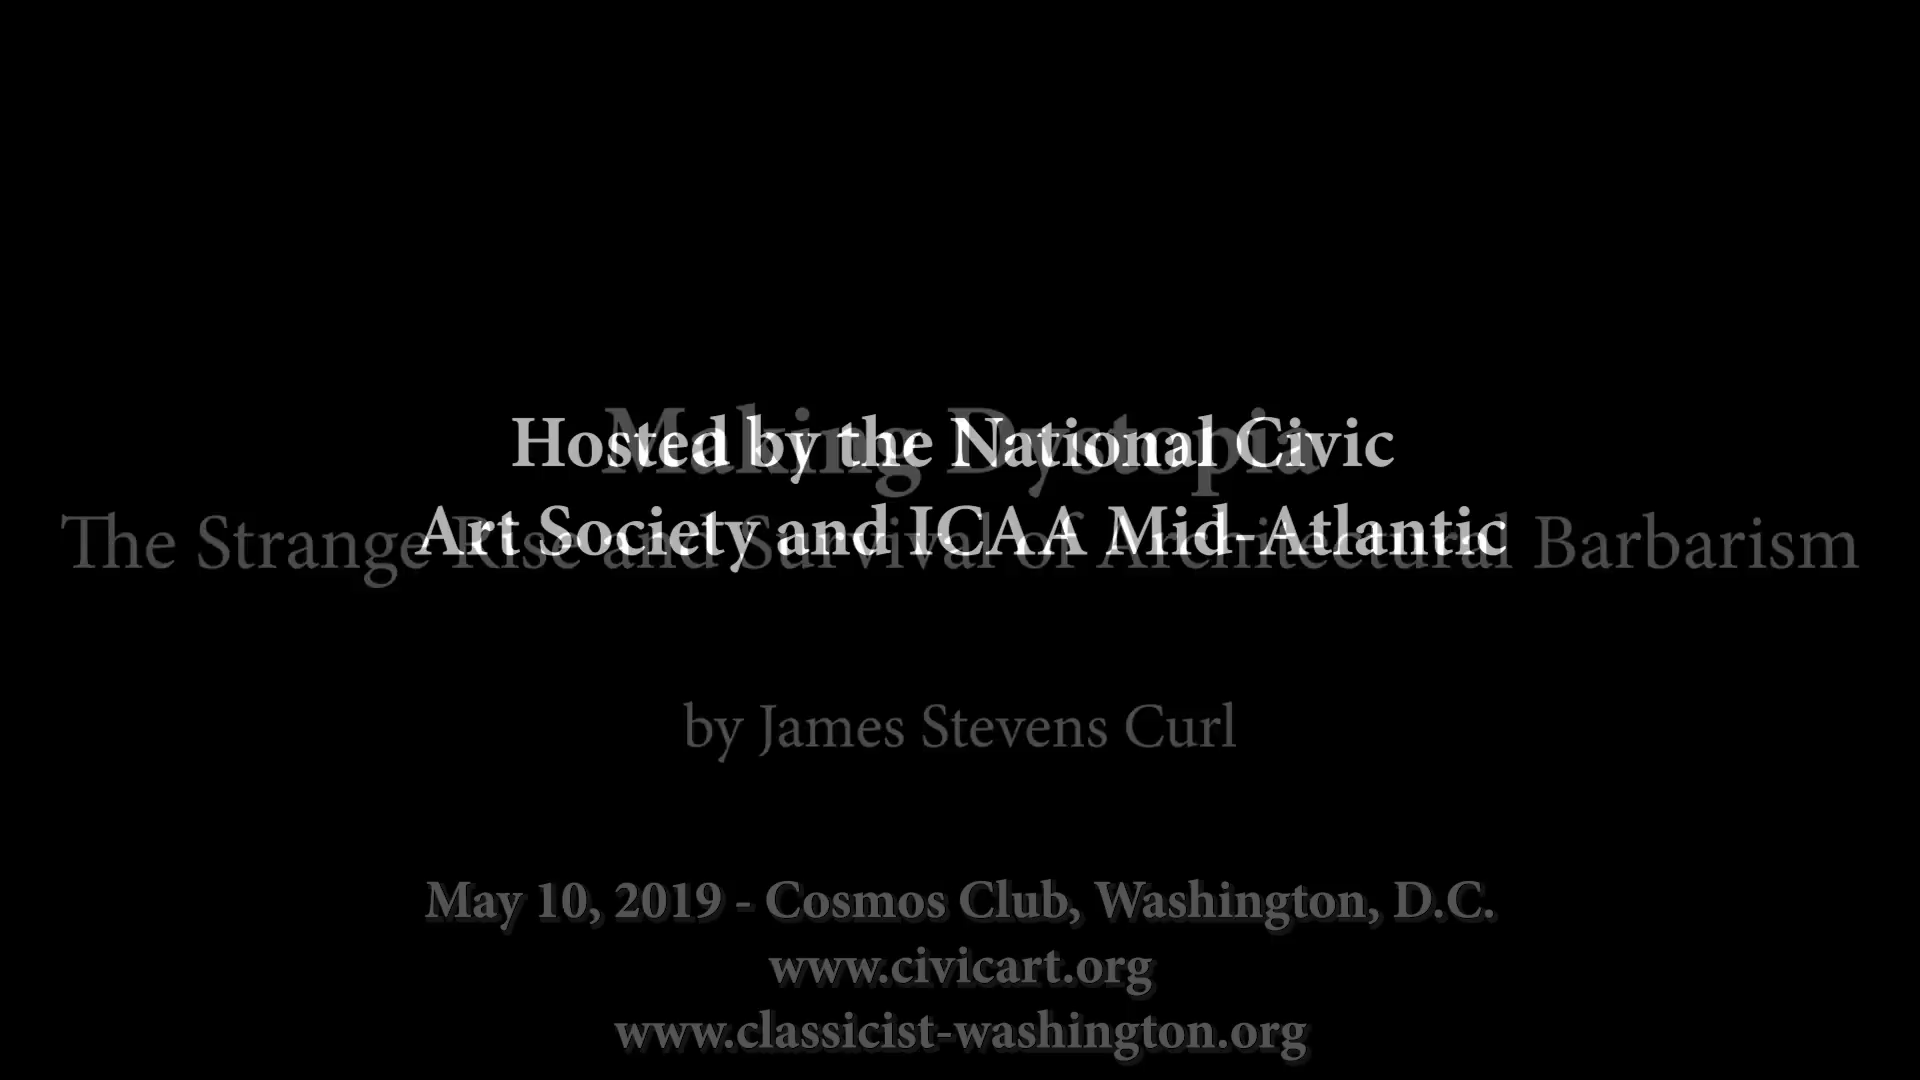 Making Dystopia
The Strange Rise and Survival of Architectural Barbarism
Hosted by the National Civic
Art Society and ICAA Mid-Atlantic
by James Stevens Curl
May 10, 2019 - Cosmos Club, Washington, D.C.
www.civicart.org
www.classicist-washington.org